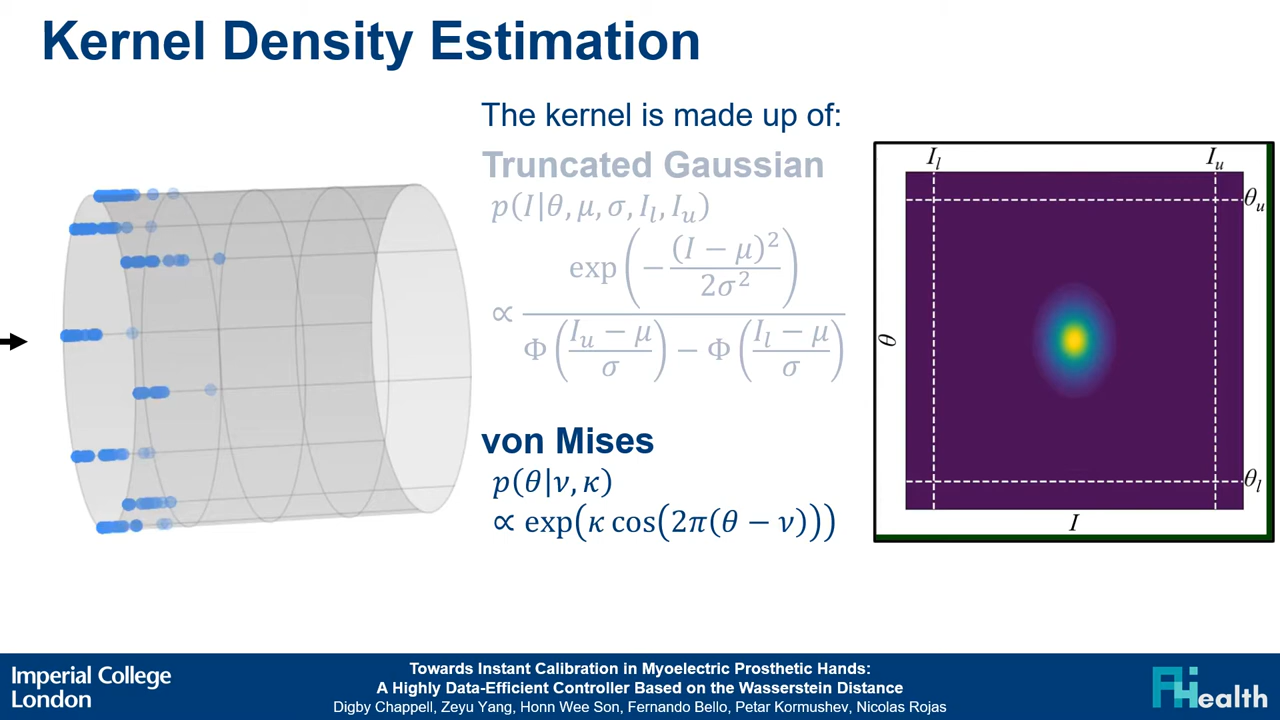 Kernel Density Estimation
The kernel is made up of:
Truncated Gaussian
p(I|θ, μ, σ, I_l, I_u)
∝ exp(−(I − μ)²/2σ²) / (Φ((I_u − μ)/σ) − Φ((I_l − μ)/σ))
von Mises
p(θ|ν, κ)
∝ exp(κ cos(2π(θ − ν)))
I_l
I_u
θ_u
θ
θ_l
I
Imperial College
London
Towards Instant Calibration in Myoelectric Prosthetic Hands:
A Highly Data-Efficient Controller Based on the Wasserstein Distance
Digby Chappell, Zeyu Yang, Honn Wee Son, Fernando Bello, Petar Kormushev, Nicolas Rojas
FHealth